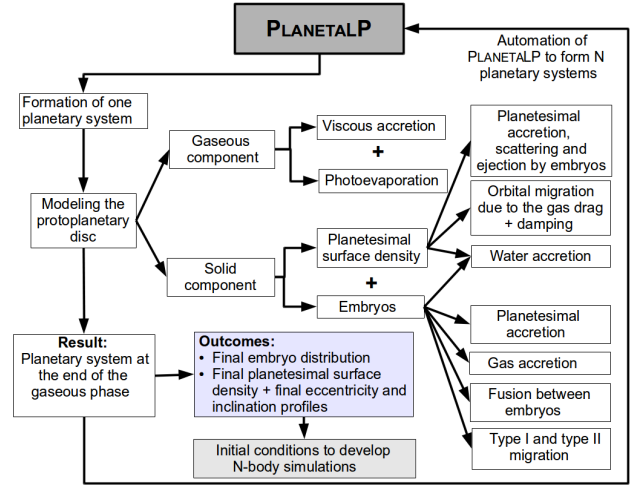 PLANETALP
Automation of
PLANETALP to form N
planetary systems
Formation of one
planetary system
Gaseous
component
Viscous accretion
+
Photoevaporation
Planetesimal
accretion,
scattering and
ejection by embryos
Orbital migration
due to the gas drag
+ damping
Modeling the
protoplanetary
disc
Solid
component
Planetesimal
surface density
+
Embryos
Water accretion
Planetesimal
accretion
Gas accretion
Fusion between
embryos
Type I and type II
migration
Result:
Planetary system at
the end of the
gaseous phase
Outcomes:
• Final embryo distribution
• Final planetesimal surface
density + final eccentricity and
inclination profiles
Initial conditions to develop
N-body simulations